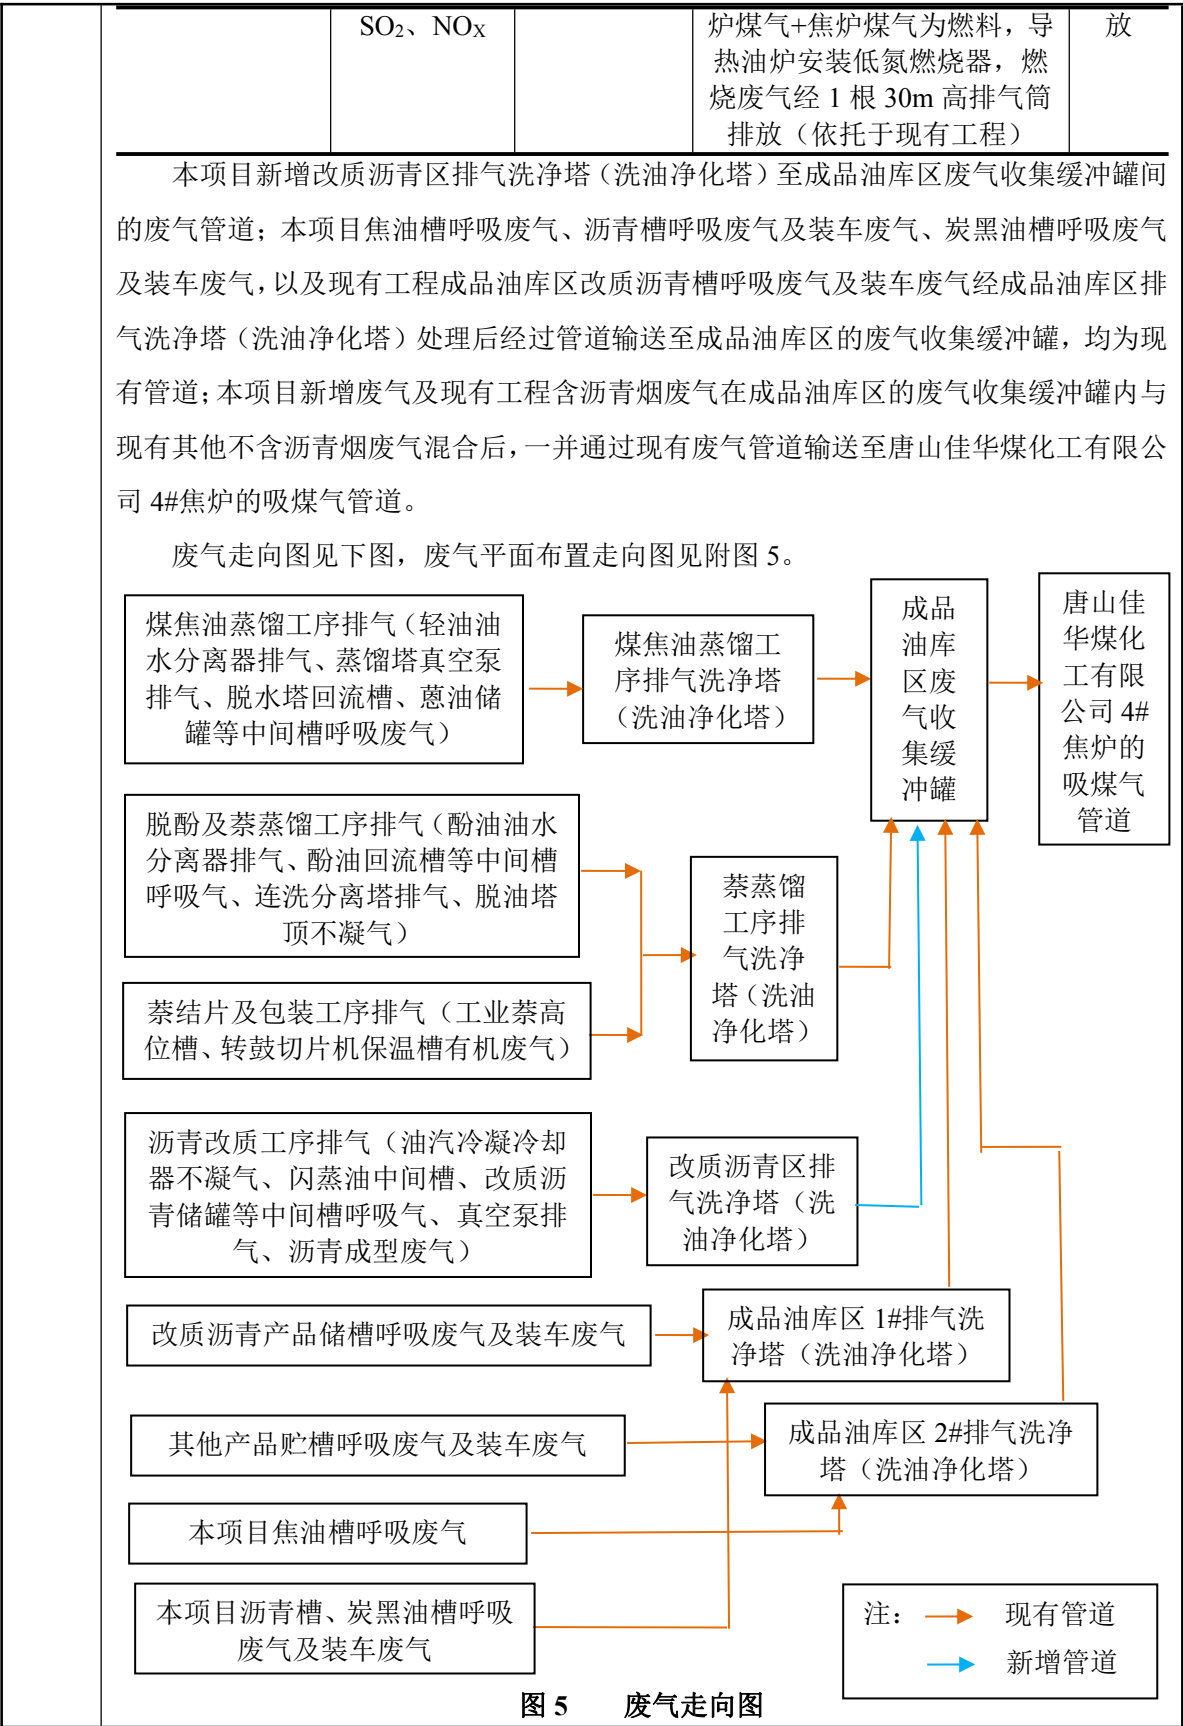 SO₂、NOX
炉煤气+焦炉煤气为燃料，导
热油炉安装低氮燃烧器，燃
烧废气经 1 根 30m 高排气筒
排放（依托于现有工程）
放
本项目新增改质沥青区排气洗净塔（洗油净化塔）至成品油库区废气收集缓冲罐间
的废气管道；本项目焦油槽呼吸废气、沥青槽呼吸废气及装车废气、炭黑油槽呼吸废气
及装车废气，以及现有工程成品油库区改质沥青槽呼吸废气及装车废气经成品油库区排
气洗净塔（洗油净化塔）处理后经过管道输送至成品油库区的废气收集缓冲罐，均为现
有管道；本项目新增废气及现有工程含沥青烟废气在成品油库区的废气收集缓冲罐内与
现有其他不含沥青烟废气混合后，一并通过现有废气管道输送至唐山佳华煤化工有限公
司 4#焦炉的吸煤气管道。
废气走向图见下图，废气平面布置走向图见附图 5。
煤焦油蒸馏工序排气（轻油油
水分离器排气、蒸馏塔真空泵
排气、脱水塔回流槽、蒽油储
罐等中间槽呼吸废气）
煤焦油蒸馏工
序排气洗净塔
（洗油净化塔）
成品
油库
区废
气收
集缓
冲罐
唐山佳
华煤化
工有限
公司 4#
焦炉的
吸煤气
管道
脱酚及萘蒸馏工序排气（酚油油水
分离器排气、酚油回流槽等中间槽
呼吸气、连洗分离塔排气、脱油塔
顶不凝气）
萘蒸馏
工序排
气洗净
塔（洗油
净化塔）
萘结片及包装工序排气（工业萘高
位槽、转鼓切片机保温槽有机废气）
沥青改质工序排气（油汽冷凝冷却
器不凝气、闪蒸油中间槽、改质沥
青储罐等中间槽呼吸气、真空泵排
气、沥青成型废气）
改质沥青区排
气洗净塔（洗
油净化塔）
改质沥青产品储槽呼吸废气及装车废气
成品油库区 1#排气洗
净塔（洗油净化塔）
其他产品贮槽呼吸废气及装车废气
成品油库区 2#排气洗净
塔（洗油净化塔）
本项目焦油槽呼吸废气
本项目沥青槽、炭黑油槽呼吸
废气及装车废气
注：
现有管道
新增管道
图 5 废气走向图